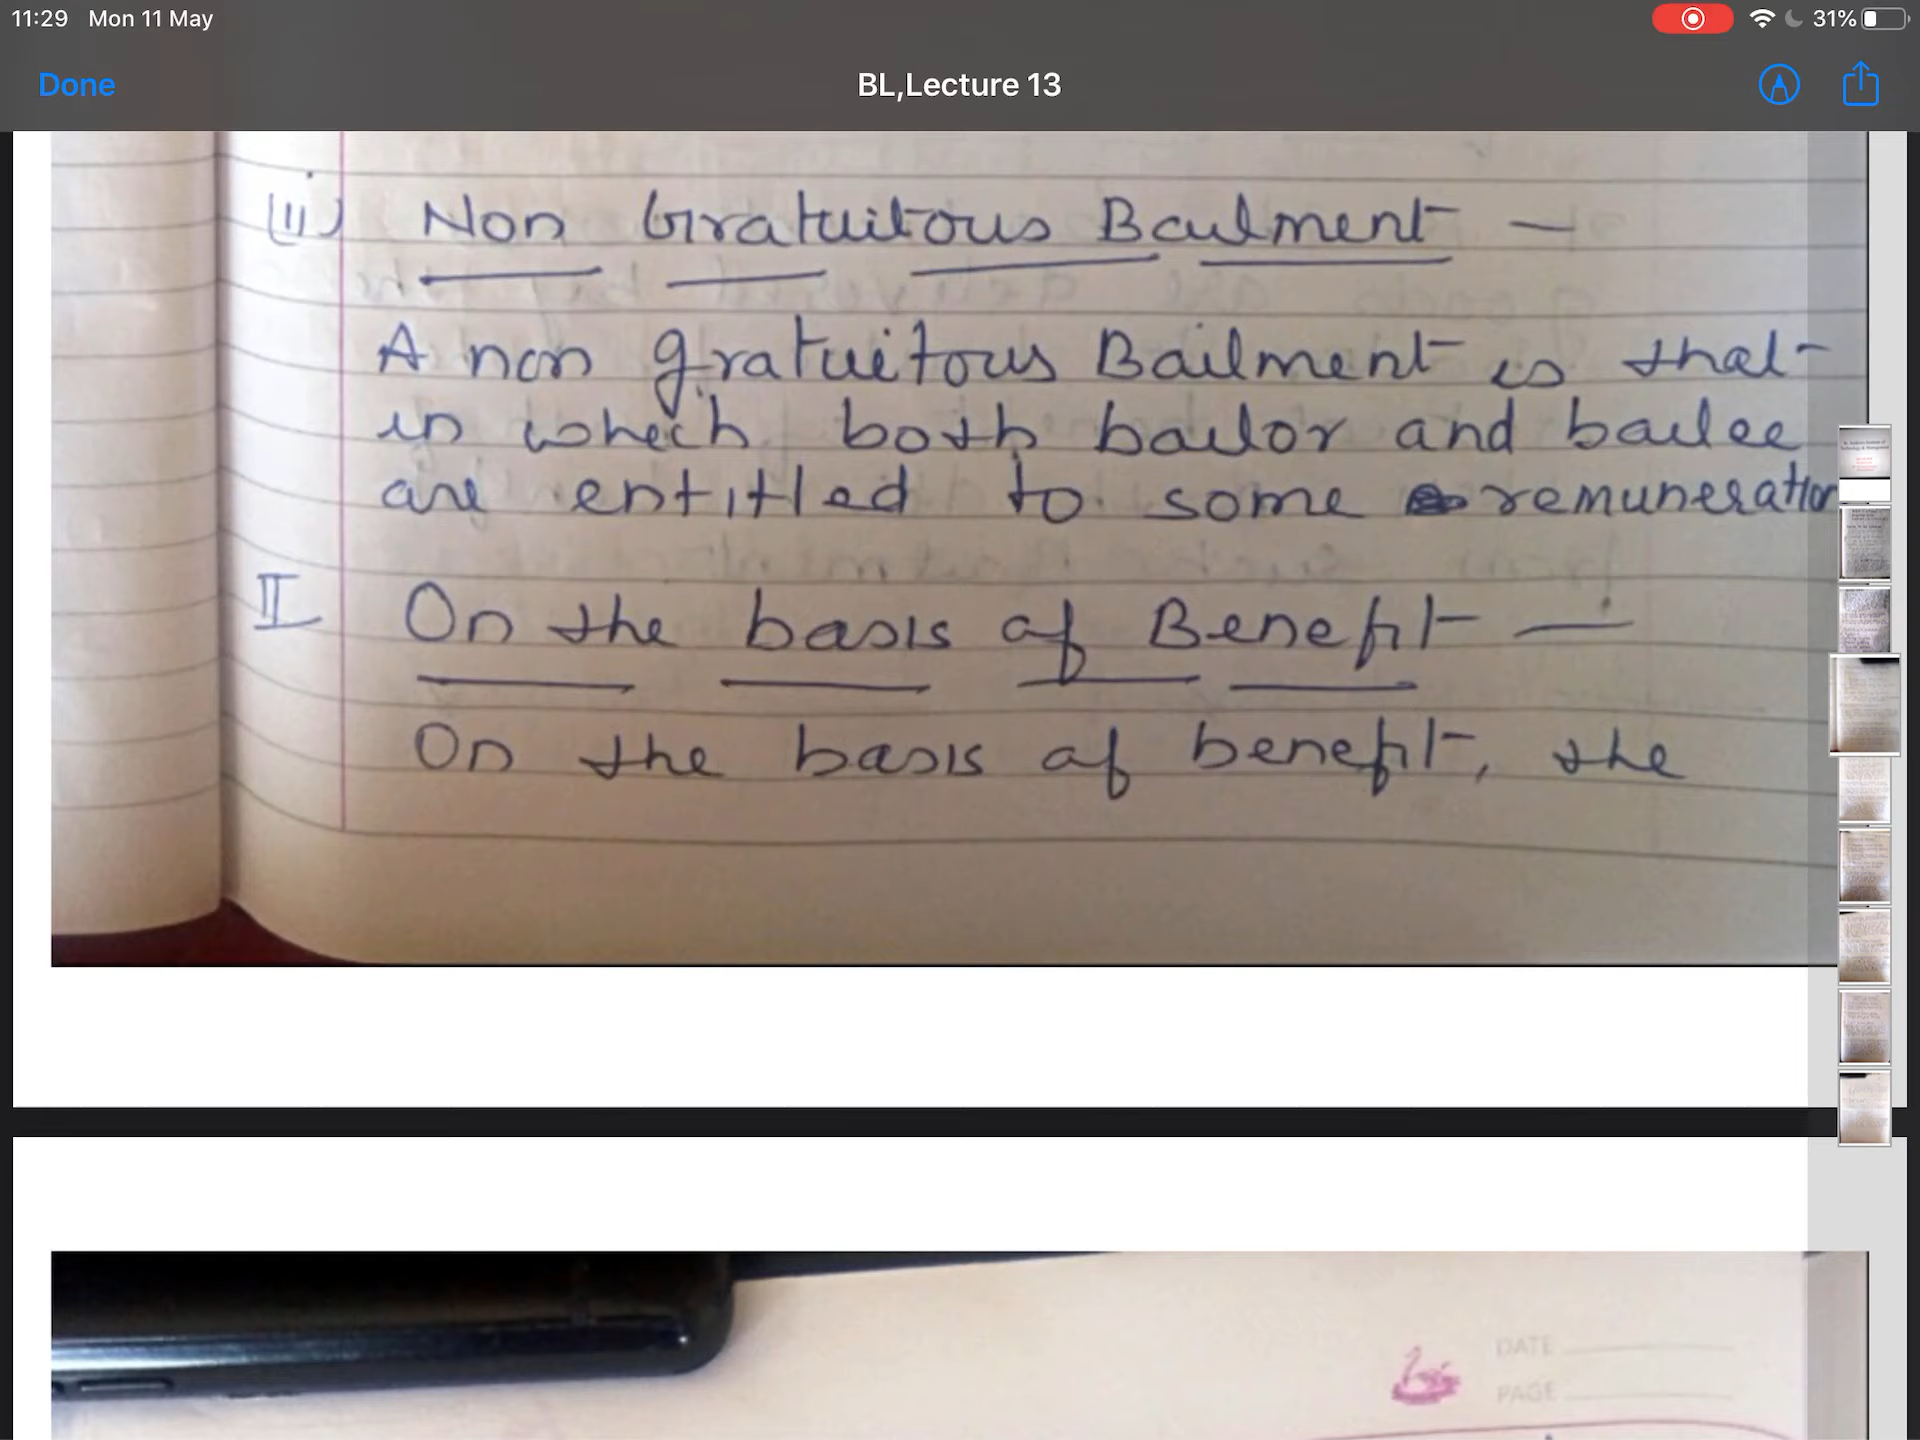 11:29 Mon 11 May
31%
Done
BL,Lecture 13
(ii) Non Gratuitous Bailment —
A non gratuitous Bailment is that
in which both bailor and bailee
are entitled to some remuneration
II On the basis of Benefit —
On the basis of benefit, the
DATE
PAGE